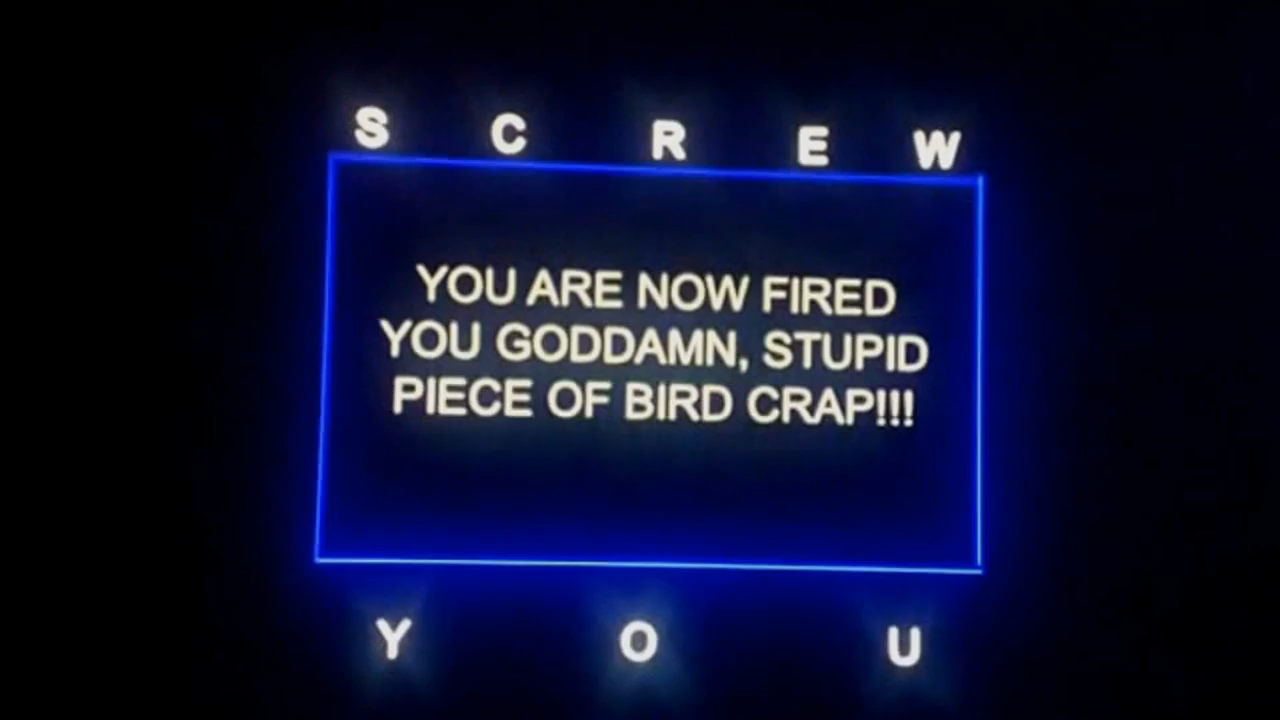 S C R E W
YOU ARE NOW FIRED
YOU GODDAMN, STUPID
PIECE OF BIRD CRAP!!!
Y O U